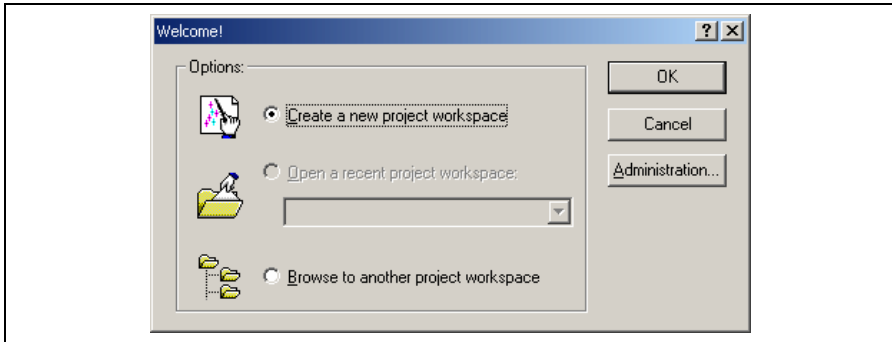 Welcome!
Options:
Create a new project workspace
Open a recent project workspace:
Browse to another project workspace
OK
Cancel
Administration...